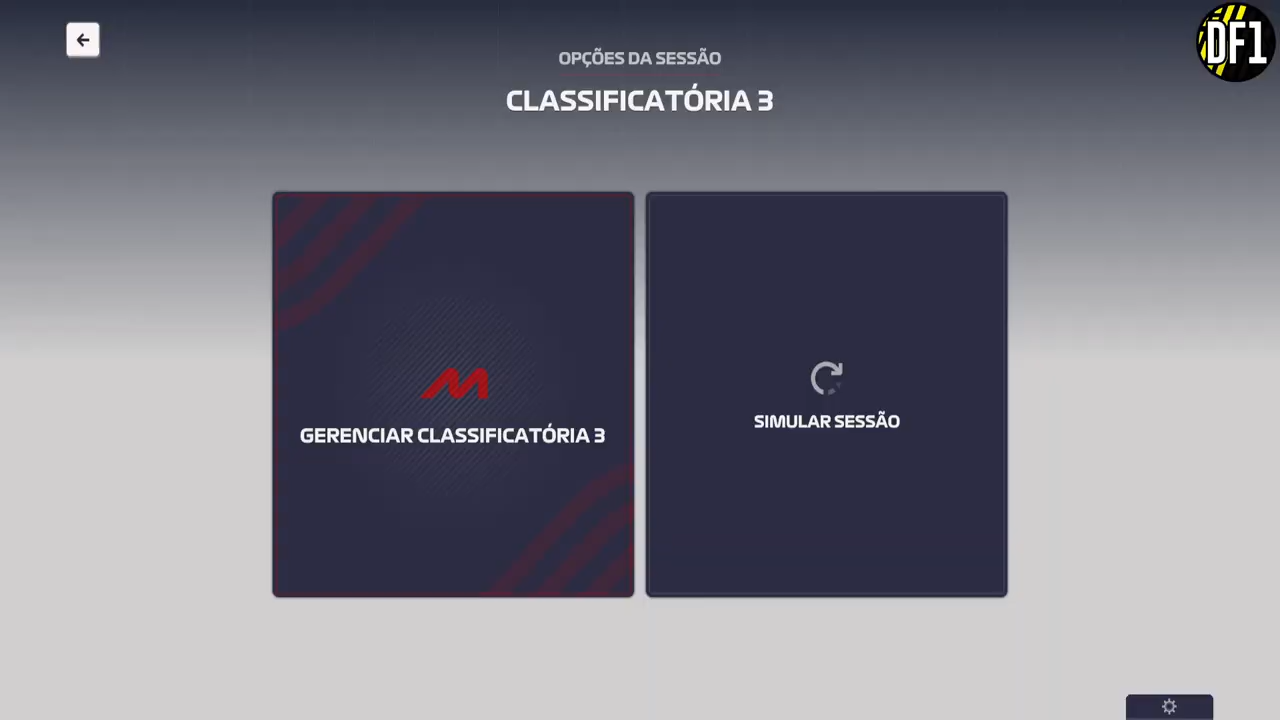 DF1
OPÇÕES DA SESSÃO
CLASSIFICATÓRIA 3
GERENCIAR CLASSIFICATÓRIA 3
SIMULAR SESSÃO